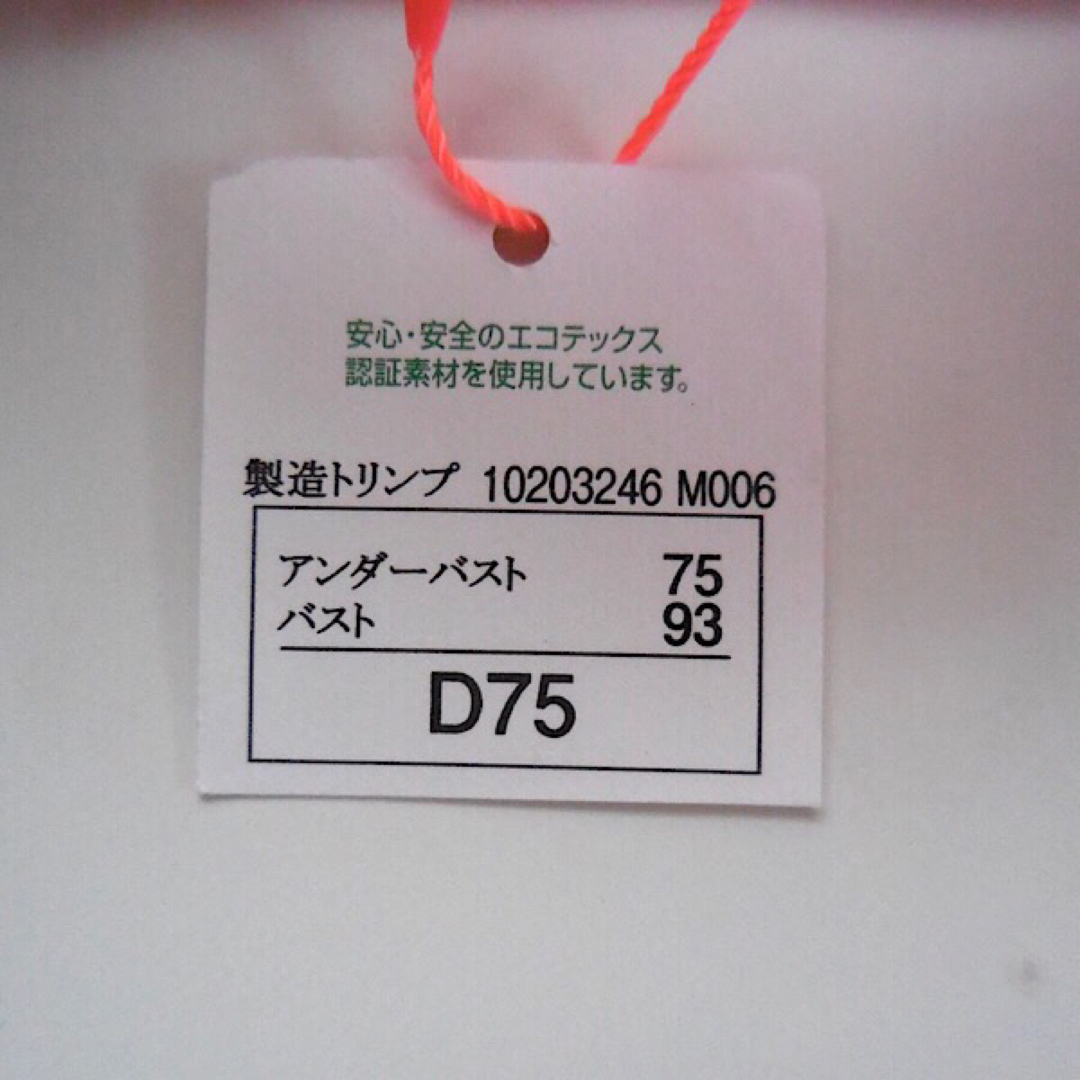 安心・安全のエコテックス
認証素材を使用しています。
製造トリンプ 10203246 M006
アンダーバスト 75
バスト 93
D75